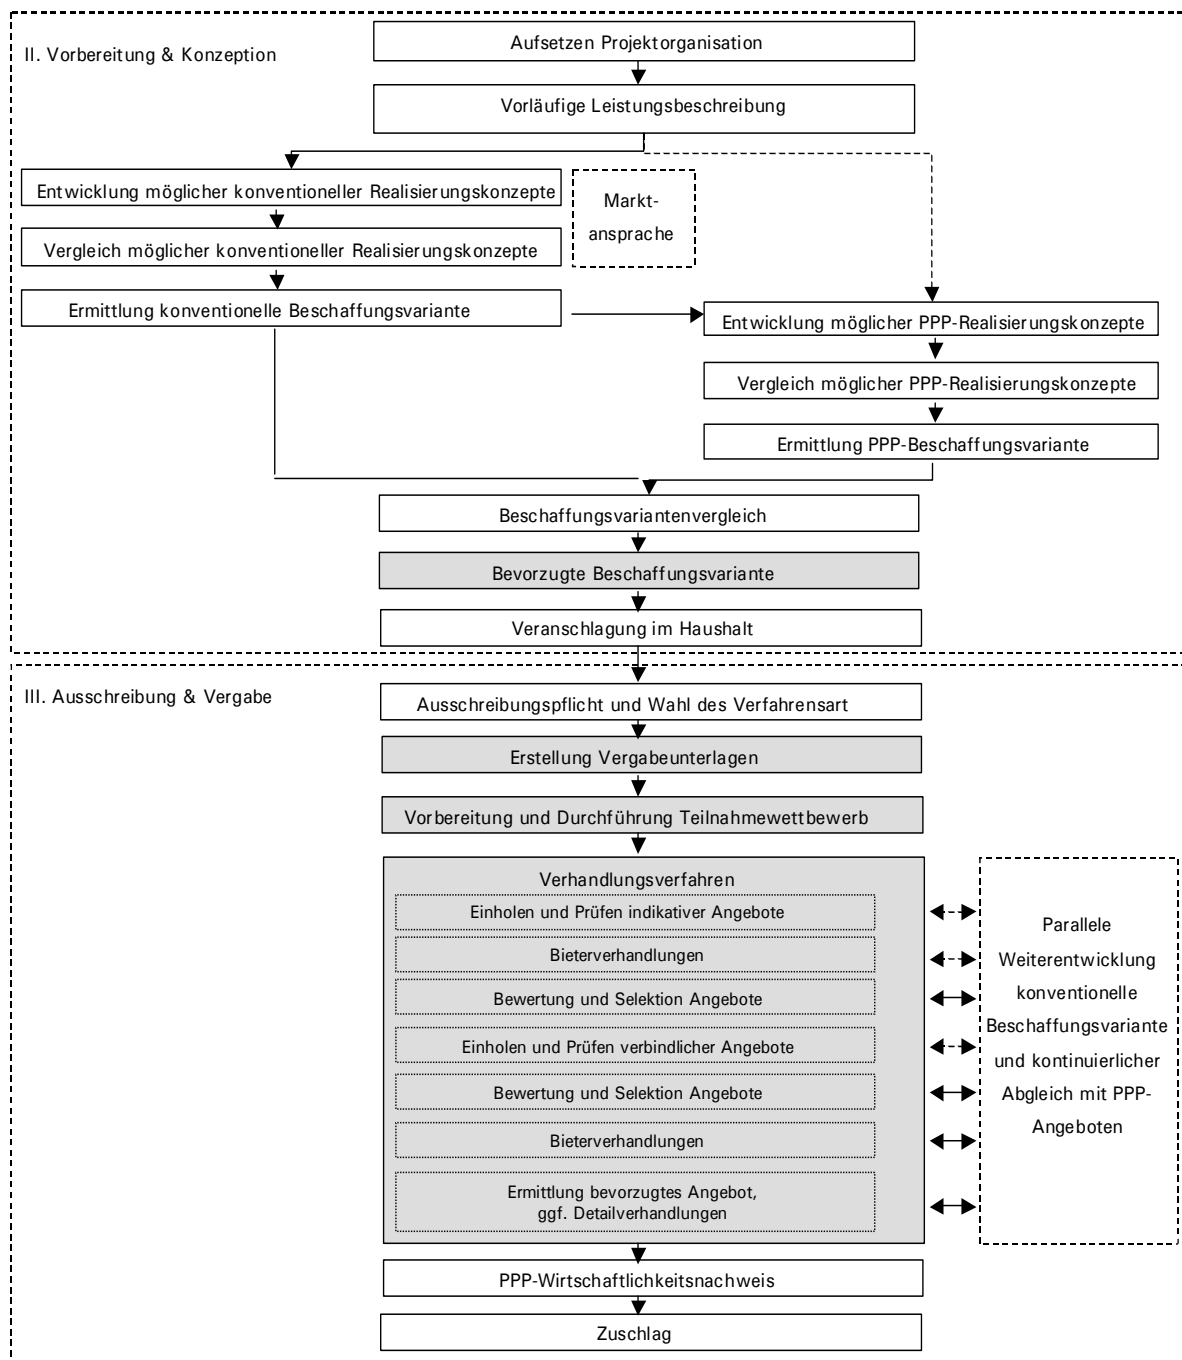 II. Vorbereitung & Konzeption
Aufsetzen Projektorganisation
Vorläufige Leistungsbeschreibung
Entwicklung möglicher konventioneller Realisierungskonzepte
Vergleich möglicher konventioneller Realisierungskonzepte
Ermittlung konventionelle Beschaffungsvariante
Markt-
ansprache
Entwicklung möglicher PPP-Realisierungskonzepte
Vergleich möglicher PPP-Realisierungskonzepte
Ermittlung PPP-Beschaffungsvariante
Beschaffungsvariantenvergleich
Bevorzugte Beschaffungsvariante
Veranschlagung im Haushalt
III. Ausschreibung & Vergabe
Ausschreibungspflicht und Wahl des Verfahrensart
Erstellung Vergabeunterlagen
Vorbereitung und Durchführung Teilnahmewettbewerb
Verhandlungsverfahren
Einholen und Prüfen indikativer Angebote
Bieterverhandlungen
Bewertung und Selektion Angebote
Einholen und Prüfen verbindlicher Angebote
Bewertung und Selektion Angebote
Bieterverhandlungen
Ermittlung bevorzugtes Angebot,
ggf. Detailverhandlungen
Parallele
Weiterentwicklung
konventionelle
Beschaffungsvariante
und kontinuierlicher
Abgleich mit PPP-
Angeboten
PPP-Wirtschaftlichkeitsnachweis
Zuschlag